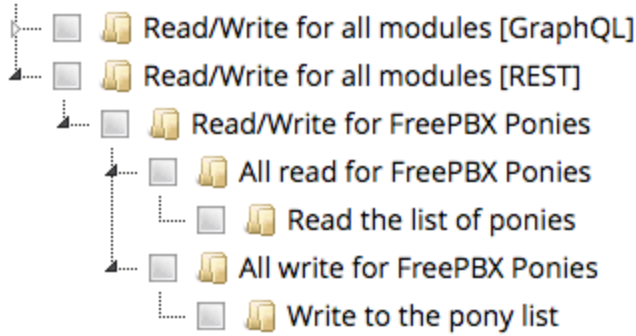 Read/Write for all modules [GraphQL]
Read/Write for all modules [REST]
Read/Write for FreePBX Ponies
All read for FreePBX Ponies
Read the list of ponies
All write for FreePBX Ponies
Write to the pony list